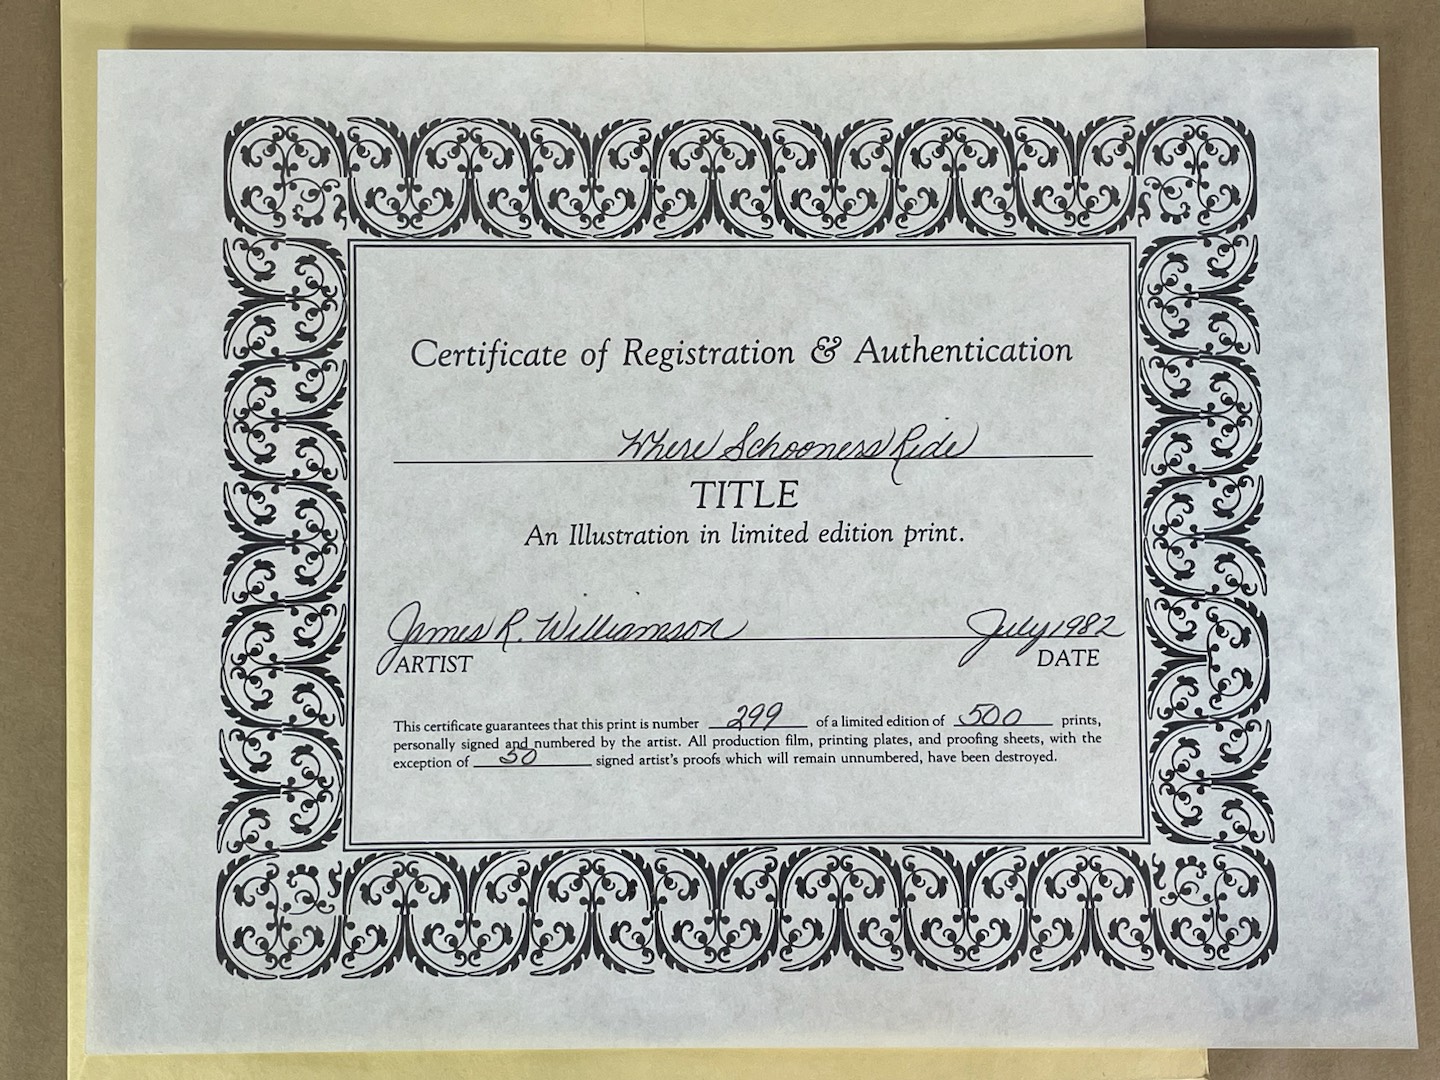 Certificate of Registration & Authentication
Where Schooners Ride
TITLE
An Illustration in limited edition print.
James R. Williamson July 1982
ARTIST DATE
This certificate guarantees that this print is number 299 of a limited edition of 500 prints,
personally signed and numbered by the artist. All production film, printing plates, and proofing sheets, with the
exception of 50 signed artist's proofs which will remain unnumbered, have been destroyed.